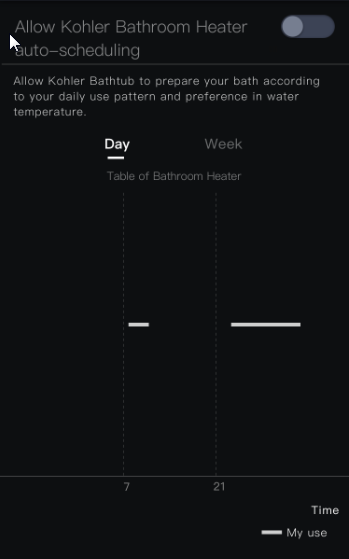 Allow Kohler Bathroom Heater
auto-scheduling
Allow Kohler Bathtub to prepare your bath according
to your daily use pattern and preference in water
temperature.
Day Week
Table of Bathroom Heater
7 21
Time
My use